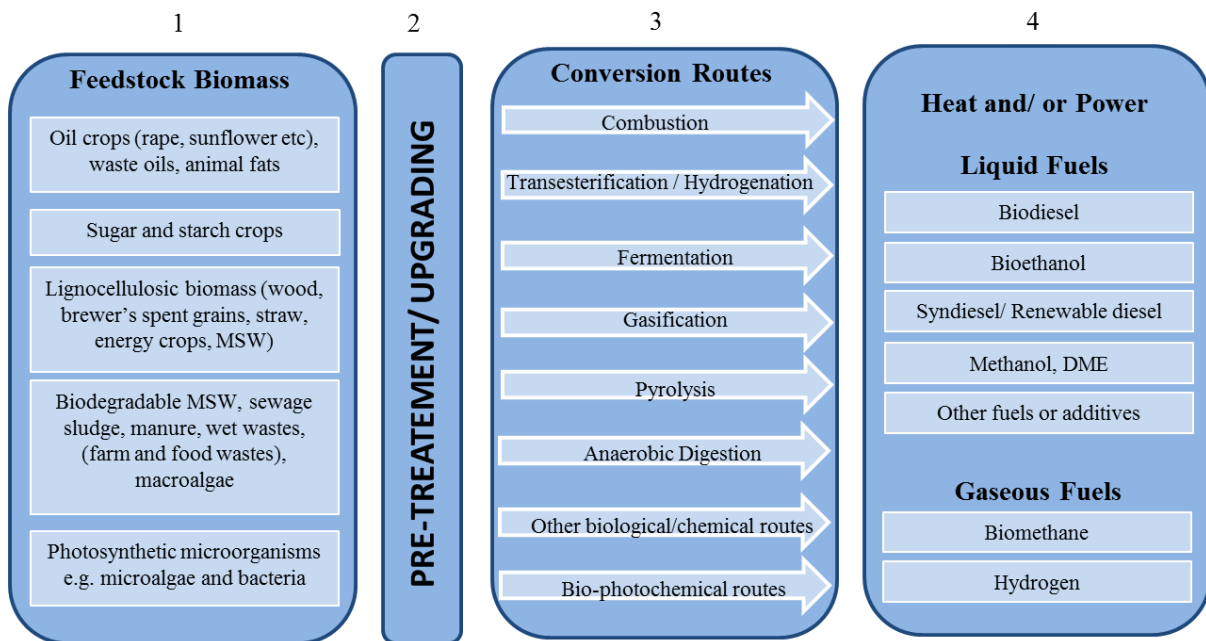 1
2
3
4
Feedstock Biomass
Oil crops (rape, sunflower etc),
waste oils, animal fats
Sugar and starch crops
Lignocellulosic biomass (wood,
brewer’s spent grains, straw,
energy crops, MSW)
Biodegradable MSW, sewage
sludge, manure, wet wastes,
(farm and food wastes),
macroalgae
Photosynthetic microorganisms
e.g. microalgae and bacteria
PRE-TREATEMENT/ UPGRADING
Conversion Routes
Combustion
Transesterification / Hydrogenation
Fermentation
Gasification
Pyrolysis
Anaerobic Digestion
Other biological/chemical routes
Bio-photochemical routes
Heat and/ or Power
Liquid Fuels
Biodiesel
Bioethanol
Syndiesel/ Renewable diesel
Methanol, DME
Other fuels or additives
Gaseous Fuels
Biomethane
Hydrogen